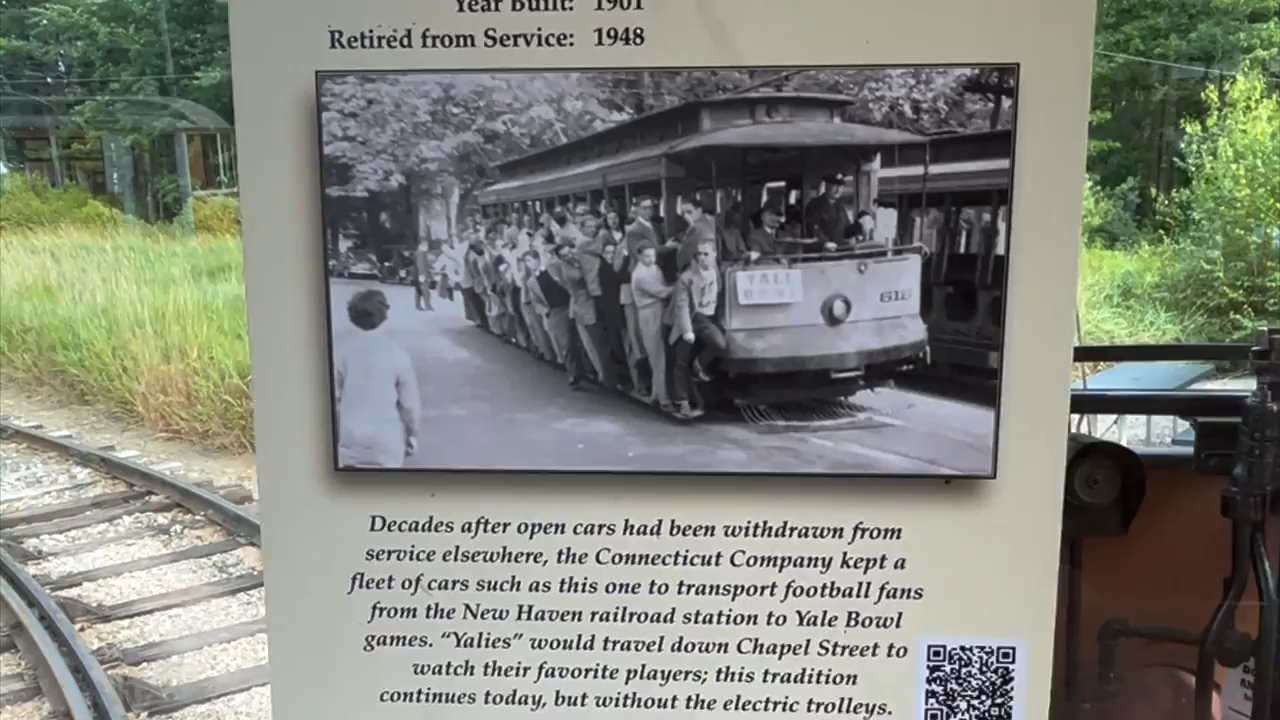 Year Built: 1901
Retired from Service: 1948
YALE
BOWL
Decades after open cars had been withdrawn from
service elsewhere, the Connecticut Company kept a
fleet of cars such as this one to transport football fans
from the New Haven railroad station to Yale Bowl
games. “Yalies” would travel down Chapel Street to
watch their favorite players; this tradition
continues today, but without the electric trolleys.